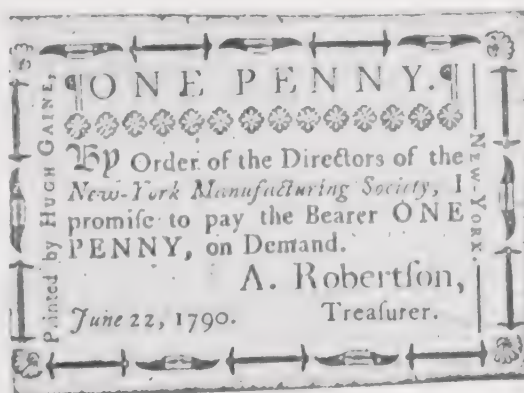 ¶ONE PENNY.¶
By Order of the Directors of the
New-York Manufacturing Society, I
promiſe to pay the Bearer ONE
PENNY, on Demand.
A. Robertſon,
June 22, 1790. Treaſurer.
Printed by HUGH GAINE,
NEW-YORK.